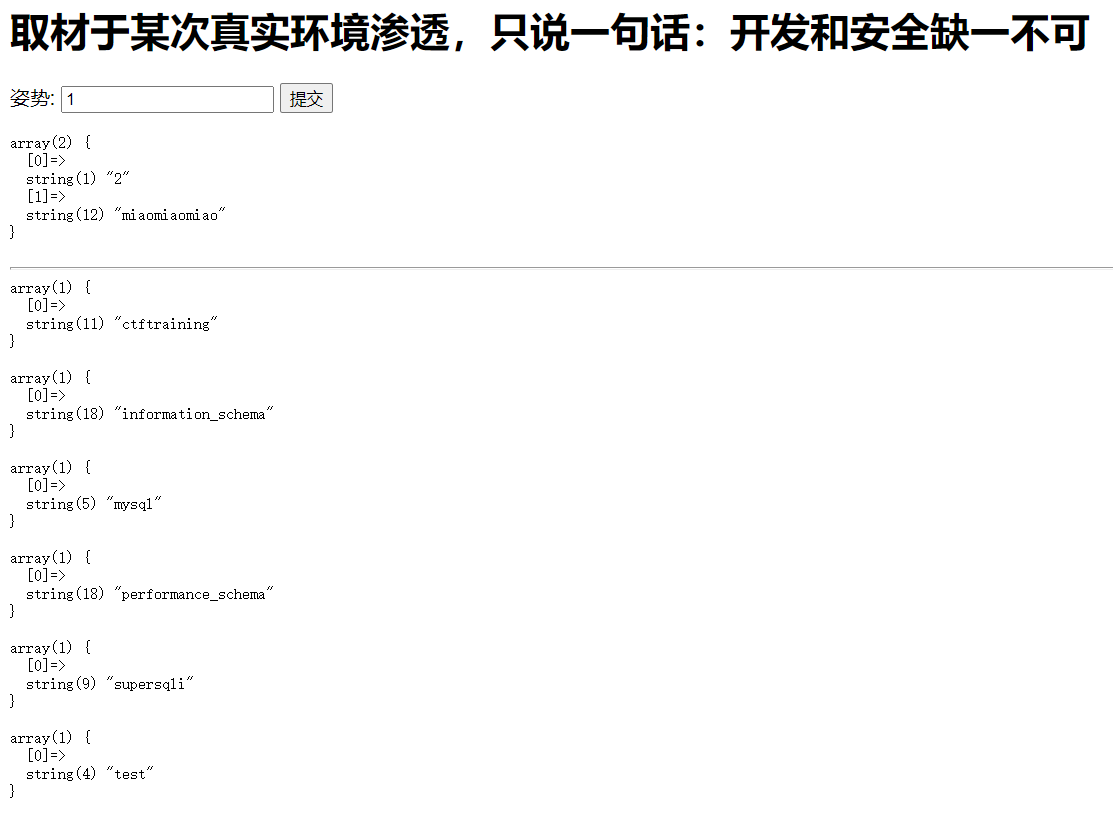 取材于某次真实环境渗透，只说一句话：开发和安全缺一不可
姿势: 1 提交
array(2) {
  [0]=>
  string(1) "2"
  [1]=>
  string(12) "miaomiaomiao"
}
array(1) {
  [0]=>
  string(11) "ctftraining"
}
array(1) {
  [0]=>
  string(18) "information_schema"
}
array(1) {
  [0]=>
  string(5) "mysql"
}
array(1) {
  [0]=>
  string(18) "performance_schema"
}
array(1) {
  [0]=>
  string(9) "supersqli"
}
array(1) {
  [0]=>
  string(4) "test"
}